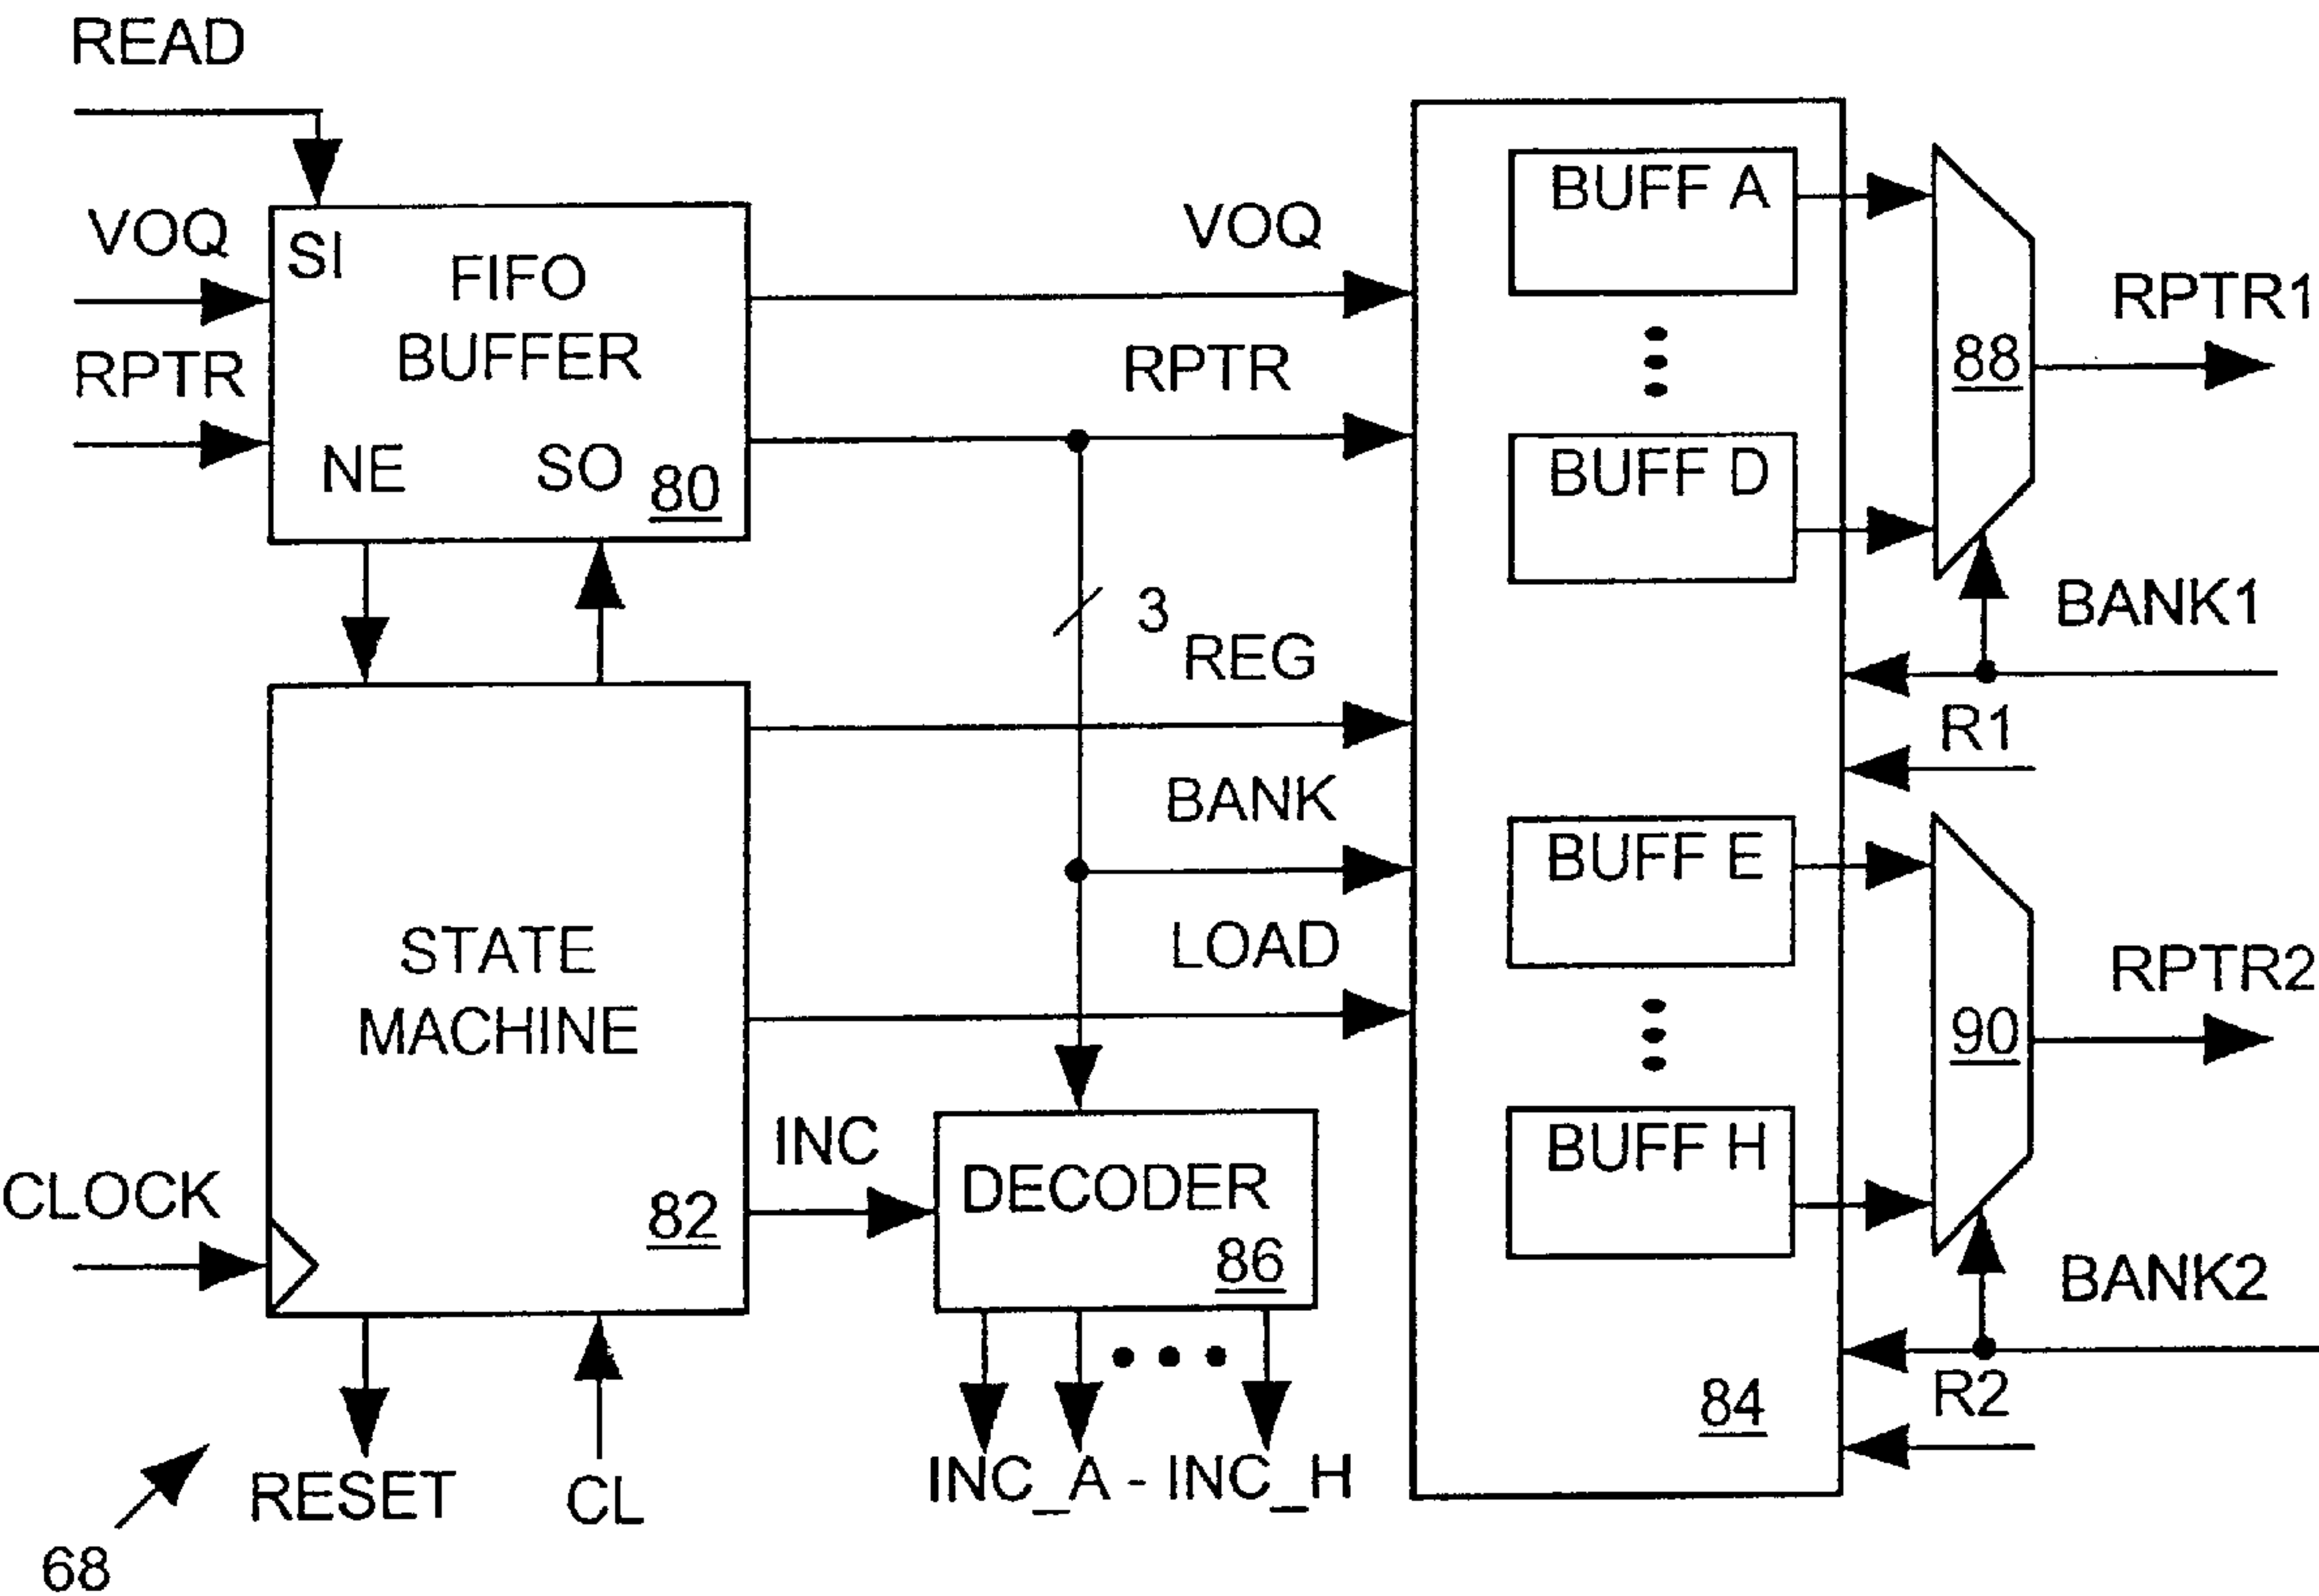 READ
VOQ
RPTR
SI
FIFO
BUFFER
NE
SO
80
VOQ
RPTR
3
REG
BANK
LOAD
STATE
MACHINE
82
CLOCK
INC
DECODER
86
RESET
CL
INC_A - INC_H
68
BUFF A
BUFF D
BUFF E
BUFF H
84
88
RPTR1
BANK1
R1
90
RPTR2
BANK2
R2